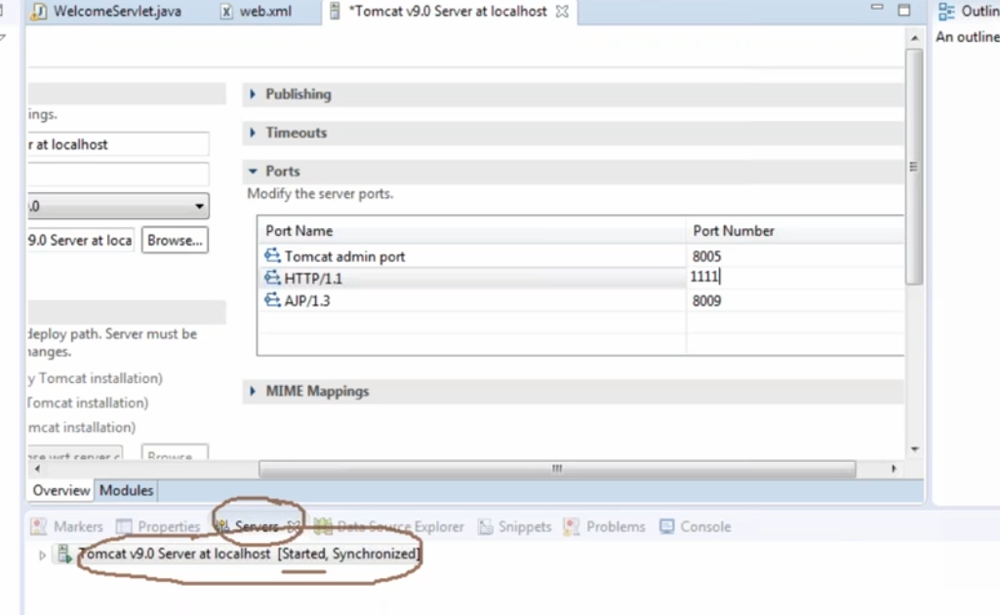 WelcomeServlet.java web.xml *Tomcat v9.0 Server at localhost Outlin
An outline
Publishing
ings.
Timeouts
r at localhost
Ports
Modify the server ports.
.0
Port Name Port Number
9.0 Server at loca Browse...
Tomcat admin port 8005
HTTP/1.1 1111
AJP/1.3 8009
deploy path. Server must be
hanges.
y Tomcat installation)
MIME Mappings
Tomcat installation)
mcat installation)
Browse
Overview Modules
Markers Properties Servers Data Source Explorer Snippets Problems Console
Tomcat v9.0 Server at localhost [Started, Synchronized]